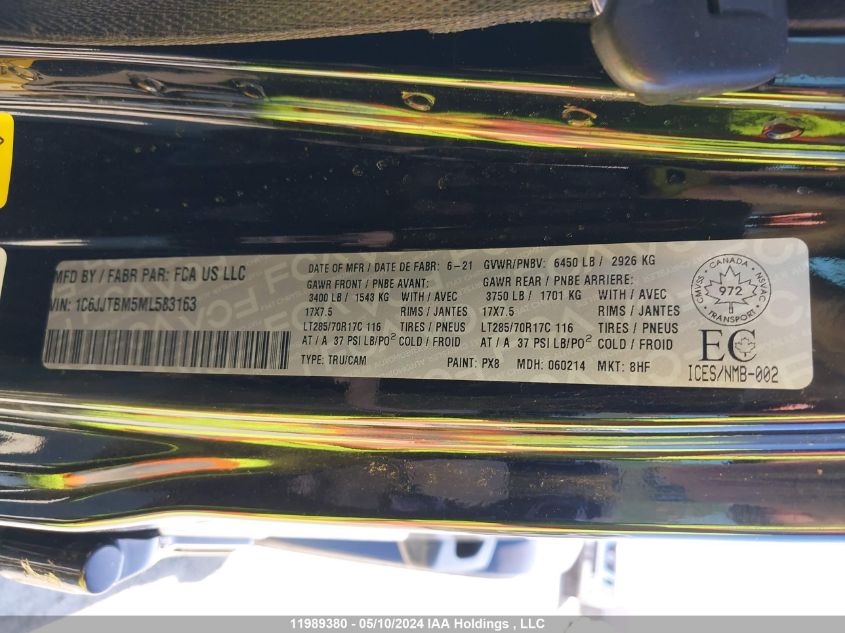 MFD BY / FABR PAR: FCA US LLC
VIN: 1C6JJTBM5ML583163
DATE OF MFR / DATE DE FABR: 6-21 GVWR/PNBV: 6450 LB / 2926 KG
GAWR FRONT / PNBE AVANT:
3400 LB / 1543 KG WITH / AVEC
17X7.5 RIMS / JANTES
LT285/70R17C 116 TIRES / PNEUS
AT / A 37 PSI LB/PO² COLD / FROID
GAWR REAR / PNBE ARRIERE:
3750 LB / 1701 KG WITH / AVEC
17X7.5 RIMS / JANTES
LT285/70R17C 116 TIRES / PNEUS
AT / A 37 PSI LB/PO² COLD / FROID
TYPE: TRU/CAM PAINT: PX8 MDH: 060214 MKT: 8HF
CANADA
CMVSS NSVAC
972
TRANSPORT
EC
ICES/NMB-002
11989380 - 05/10/2024 IAA Holdings , LLC